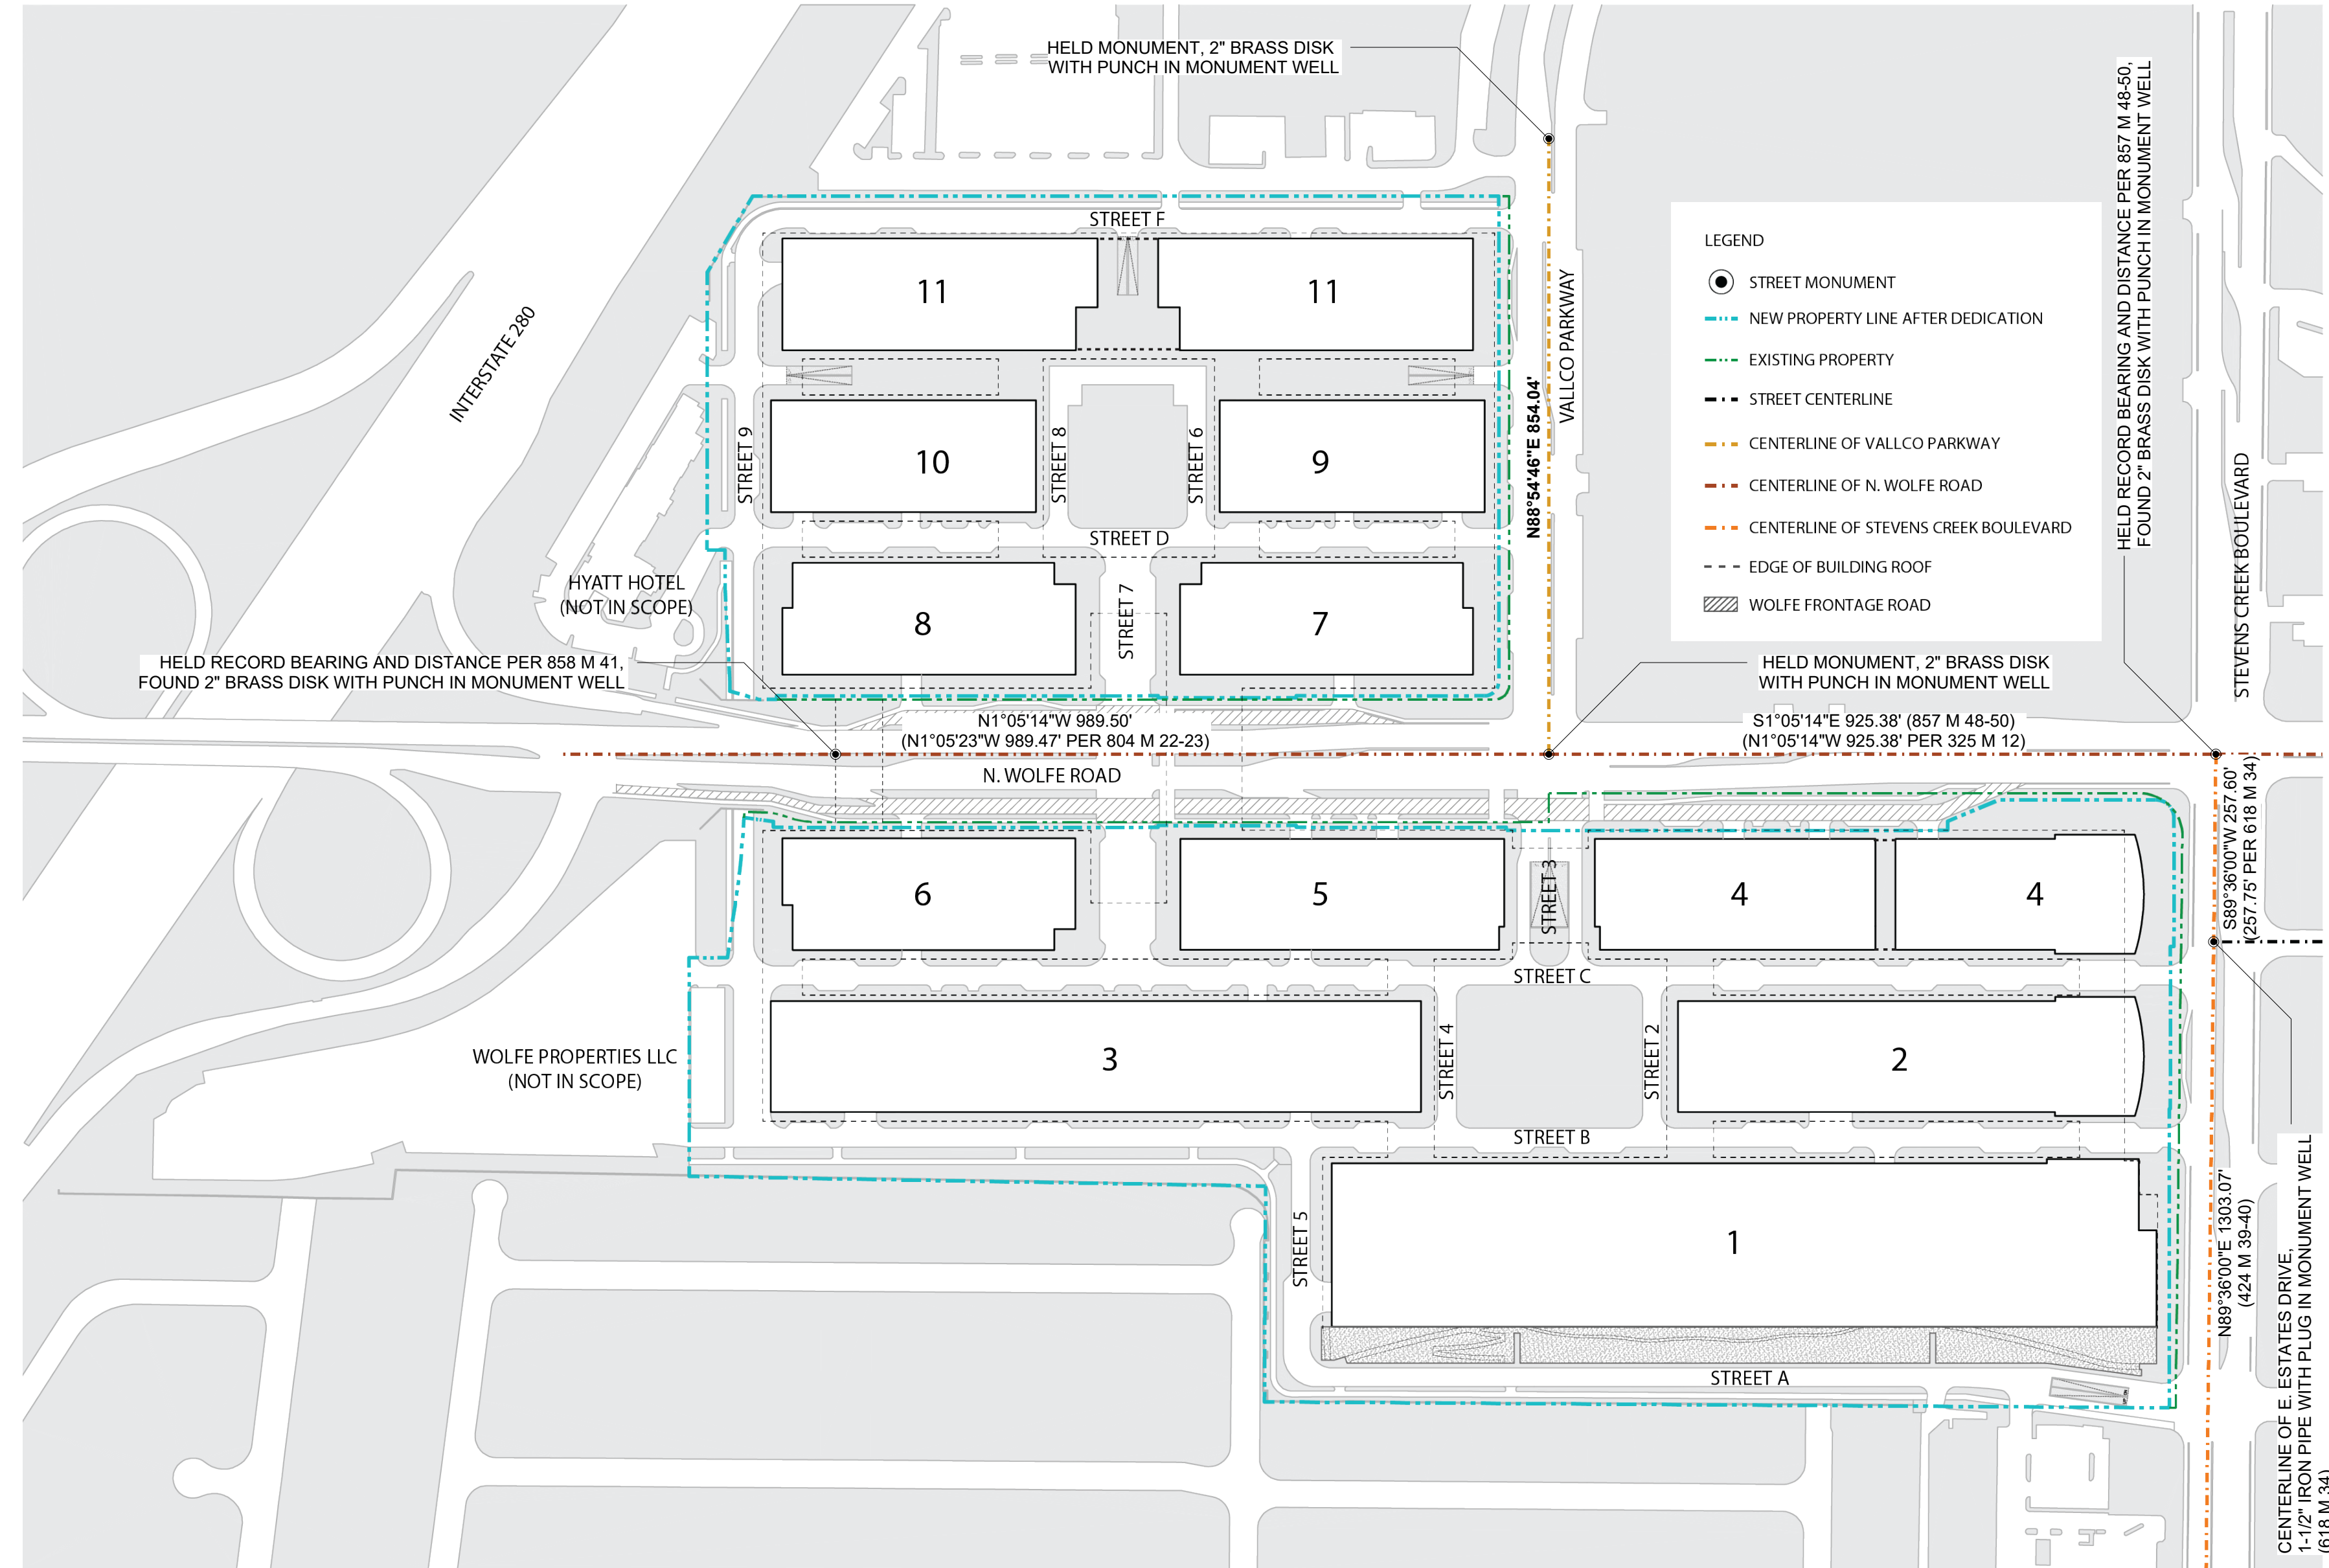 HELD MONUMENT, 2" BRASS DISK
WITH PUNCH IN MONUMENT WELL
HELD RECORD BEARING AND DISTANCE PER 857 M 48-50,
FOUND 2" BRASS DISK WITH PUNCH IN MONUMENT WELL
STREET F
11
11
INTERSTATE 280
VALLCO PARKWAY
N88°54'46"E 854.04'
LEGEND
STREET MONUMENT
NEW PROPERTY LINE AFTER DEDICATION
EXISTING PROPERTY
STREET CENTERLINE
CENTERLINE OF VALLCO PARKWAY
CENTERLINE OF N. WOLFE ROAD
CENTERLINE OF STEVENS CREEK BOULEVARD
EDGE OF BUILDING ROOF
WOLFE FRONTAGE ROAD
STEVENS CREEK BOULEVARD
STREET 9
10
STREET 8
STREET 6
9
STREET D
HYATT HOTEL
(NOT IN SCOPE)
8
STREET 7
7
HELD RECORD BEARING AND DISTANCE PER 858 M 41,
FOUND 2" BRASS DISK WITH PUNCH IN MONUMENT WELL
HELD MONUMENT, 2" BRASS DISK
WITH PUNCH IN MONUMENT WELL
N1°05'14"W 989.50'
(N1°05'23"W 989.47' PER 804 M 22-23)
S1°05'14"E 925.38' (857 M 48-50)
(N1°05'14"W 925.38' PER 325 M 12)
N. WOLFE ROAD
S89°36'00"W 257.60'
(257.75' PER 618 M 34)
6
5
STREET 3
4
4
STREET C
WOLFE PROPERTIES LLC
(NOT IN SCOPE)
3
STREET 4
STREET 2
2
STREET B
STREET 5
1
N89°36'00"E 1303.07'
(424 M 39-40)
CENTERLINE OF E. ESTATES DRIVE,
1-1/2" IRON PIPE WITH PLUG IN MONUMENT WELL
(618 M 34)
STREET A